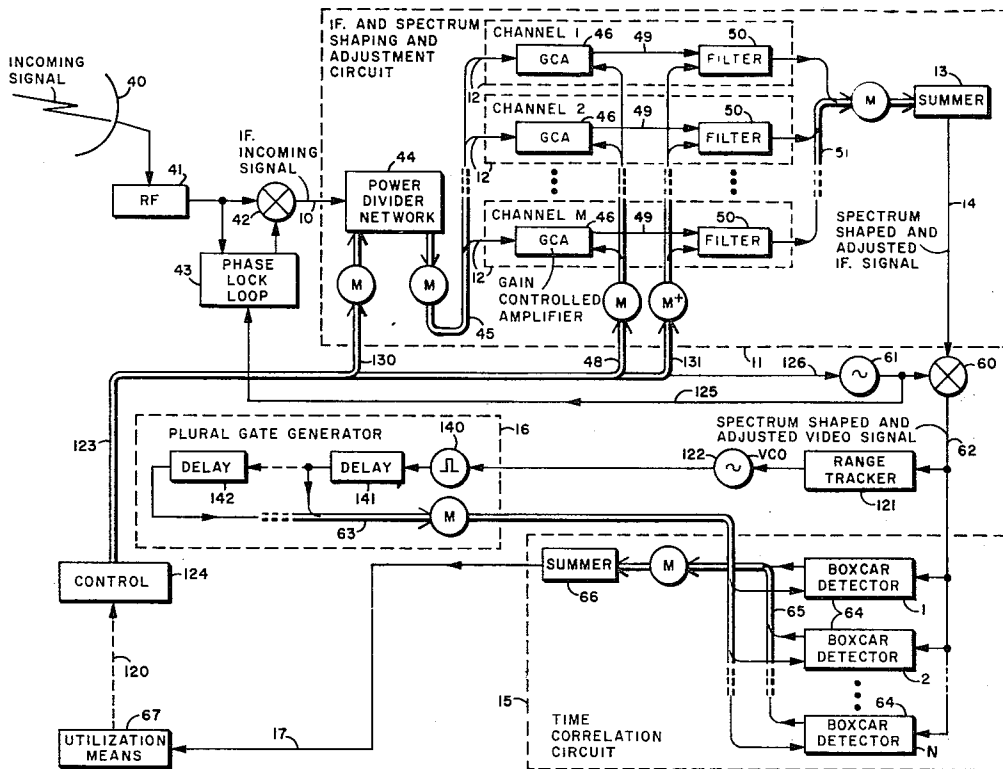 I.F. AND SPECTRUM
SHAPING AND
ADJUSTMENT
CIRCUIT
INCOMING
SIGNAL
40
I.F.
INCOMING
SIGNAL
41
RF
42
10
44
POWER
DIVIDER
NETWORK
43
PHASE
LOCK
LOOP
M
M
45
130
CHANNEL 1
46
49
50
GCA
FILTER
12
CHANNEL 2
46
49
50
GCA
FILTER
12
CHANNEL M
46
49
50
GCA
FILTER
12
GAIN
CONTROLLED
AMPLIFIER
M
M+
48
131
M
51
13
SUMMER
14
SPECTRUM
SHAPED AND
ADJUSTED
I.F. SIGNAL
11
126
61
60
125
123
PLURAL GATE GENERATOR
16
140
DELAY
142
DELAY
141
63
M
SPECTRUM SHAPED AND
ADJUSTED VIDEO SIGNAL
62
122
VCO
RANGE
TRACKER
121
CONTROL
124
120
67
UTILIZATION
MEANS
17
15
SUMMER
66
M
65
BOXCAR
DETECTOR
1
64
BOXCAR
DETECTOR
2
64
BOXCAR
DETECTOR
N
TIME
CORRELATION
CIRCUIT